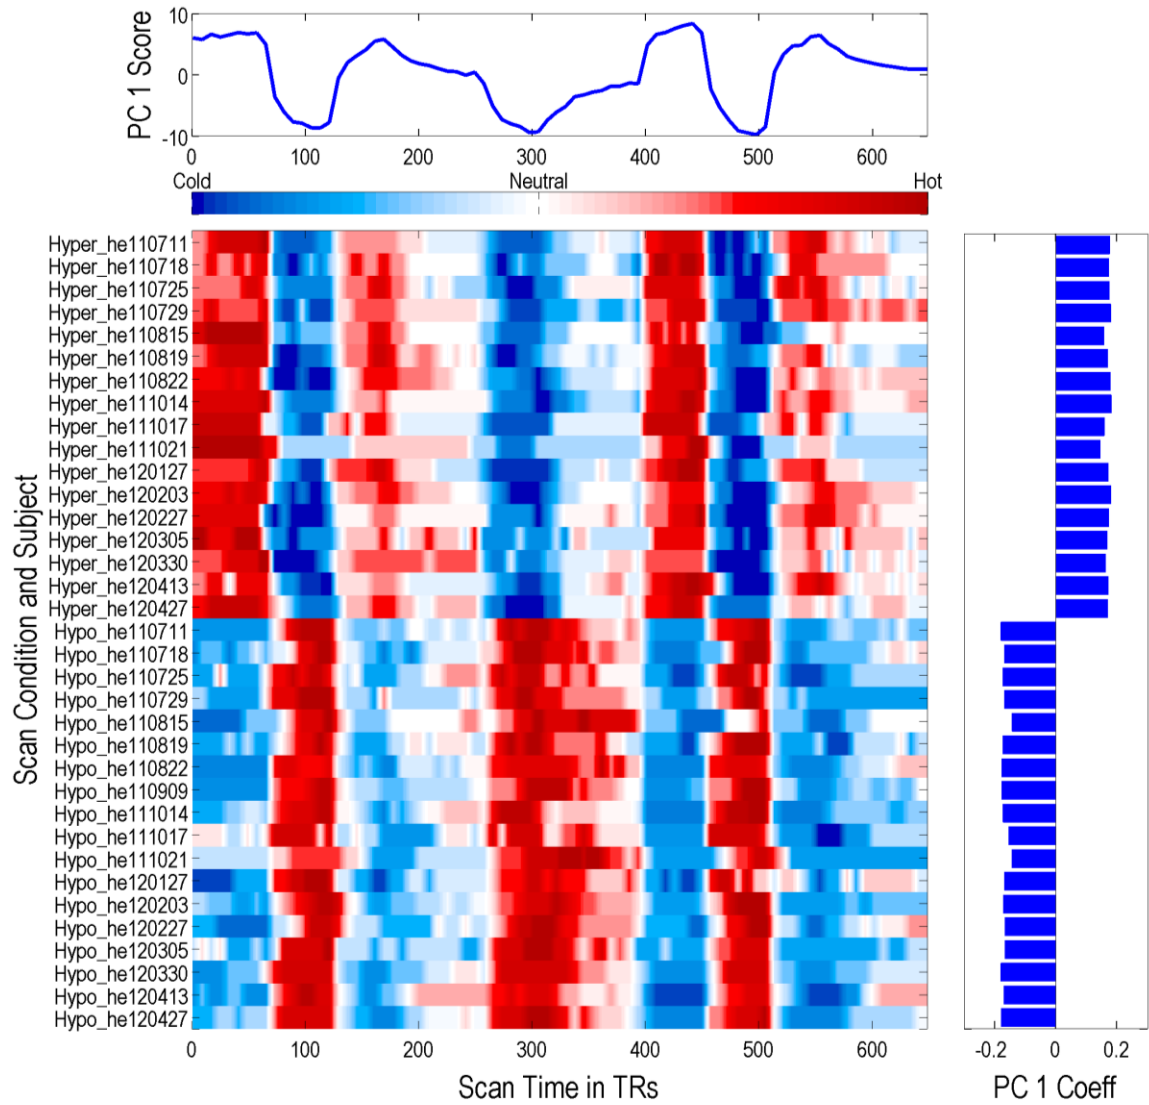 PC 1 Score
10
0
-10
0 100 200 300 400 500 600
Cold Neutral Hot
Scan Condition and Subject
Hyper_he110711
Hyper_he110718
Hyper_he110725
Hyper_he110729
Hyper_he110815
Hyper_he110819
Hyper_he110822
Hyper_he111014
Hyper_he111017
Hyper_he111021
Hyper_he120127
Hyper_he120203
Hyper_he120227
Hyper_he120305
Hyper_he120330
Hyper_he120413
Hyper_he120427
Hypo_he110711
Hypo_he110718
Hypo_he110725
Hypo_he110729
Hypo_he110815
Hypo_he110819
Hypo_he110822
Hypo_he110909
Hypo_he111014
Hypo_he111017
Hypo_he111021
Hypo_he120127
Hypo_he120203
Hypo_he120227
Hypo_he120305
Hypo_he120330
Hypo_he120413
Hypo_he120427
0 100 200 300 400 500 600
Scan Time in TRs
-0.2 0 0.2
PC 1 Coeff